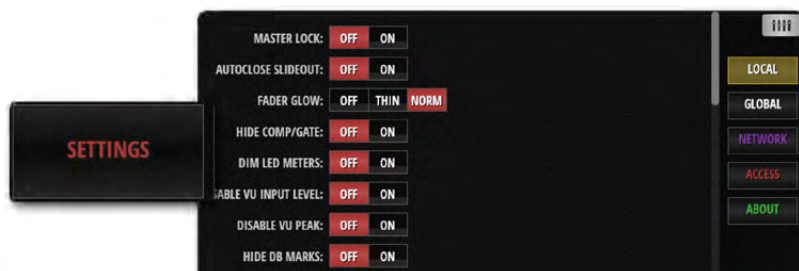 MASTER LOCK: OFF ON
AUTOCLOSE SLIDEOUT: OFF ON
FADER GLOW: OFF THIN NORM
HIDE COMP/GATE: OFF ON
DIM LED METERS: OFF ON
SABLE VU INPUT LEVEL: OFF ON
DISABLE VU PEAK: OFF ON
HIDE DB MARKS: OFF ON
SETTINGS
LOCAL
GLOBAL
NETWORK
ACCESS
ABOUT